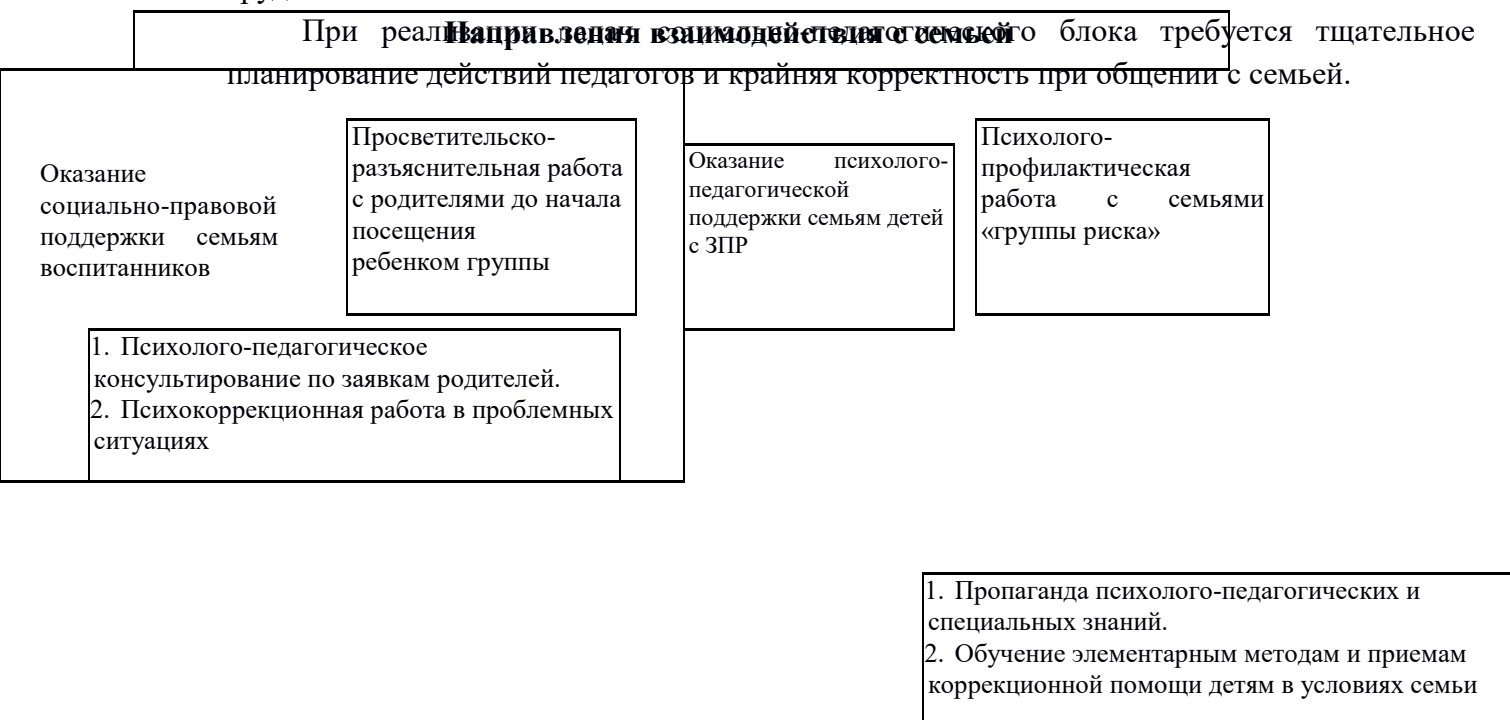 При реализации задач социально-педагогического блока требуется тщательное
Направления взаимодействия с семьей
планирование действий педагогов и крайняя корректность при общении с семьей.
Оказание
социально-правовой
поддержки семьям
воспитанников
Просветительско-
разъяснительная работа
с родителями до начала
посещения
ребенком группы
Оказание психолого-
педагогической
поддержки семьям детей
с ЗПР
Психолого-
профилактическая
работа с семьями
«группы риска»
1. Психолого-педагогическое
консультирование по заявкам родителей.
2. Психокоррекционная работа в проблемных
ситуациях
1. Пропаганда психолого-педагогических и
специальных знаний.
2. Обучение элементарным методам и приемам
коррекционной помощи детям в условиях семьи